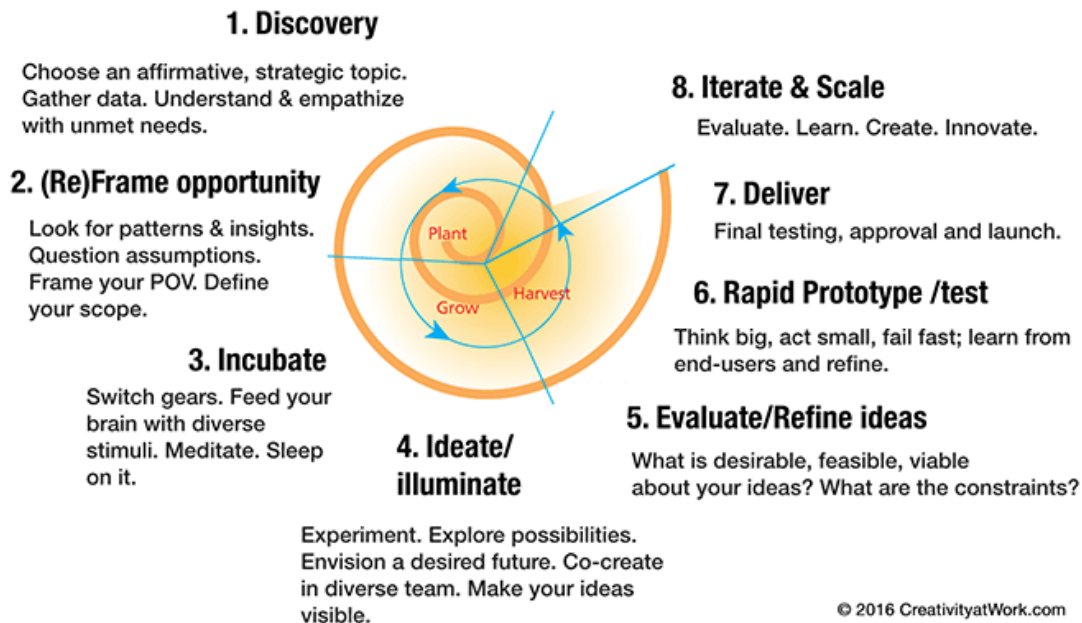 1. Discovery
Choose an affirmative, strategic topic.
Gather data. Understand & empathize
with unmet needs.
2. (Re)Frame opportunity
Look for patterns & insights.
Question assumptions.
Frame your POV. Define
your scope.
3. Incubate
Switch gears. Feed your
brain with diverse
stimuli. Meditate. Sleep
on it.
4. Ideate/
illuminate
Experiment. Explore possibilities.
Envision a desired future. Co-create
in diverse team. Make your ideas
visible.
5. Evaluate/Refine ideas
What is desirable, feasible, viable
about your ideas? What are the constraints?
6. Rapid Prototype /test
Think big, act small, fail fast; learn from
end-users and refine.
7. Deliver
Final testing, approval and launch.
8. Iterate & Scale
Evaluate. Learn. Create. Innovate.
Plant
Grow
Harvest
© 2016 CreativityatWork.com